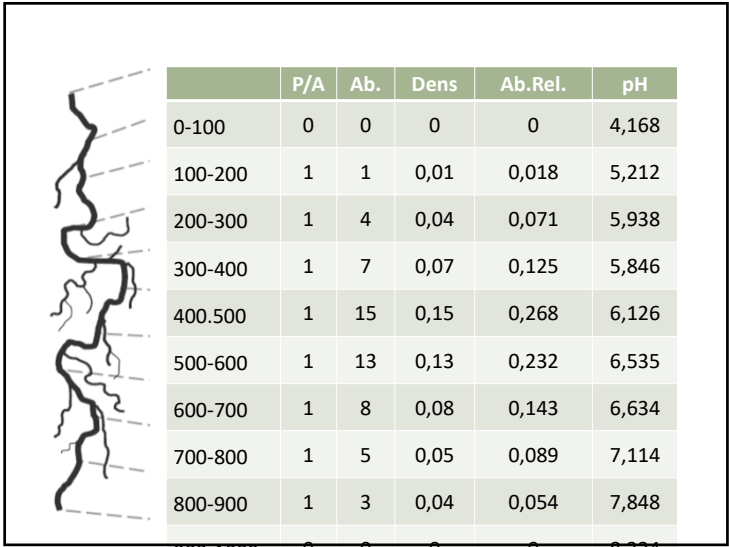 P/A Ab. Dens Ab.Rel. pH
0-100 0 0 0 0 4,168
100-200 1 1 0,01 0,018 5,212
200-300 1 4 0,04 0,071 5,938
300-400 1 7 0,07 0,125 5,846
400.500 1 15 0,15 0,268 6,126
500-600 1 13 0,13 0,232 6,535
600-700 1 8 0,08 0,143 6,634
700-800 1 5 0,05 0,089 7,114
800-900 1 3 0,04 0,054 7,848
0 0 0 0